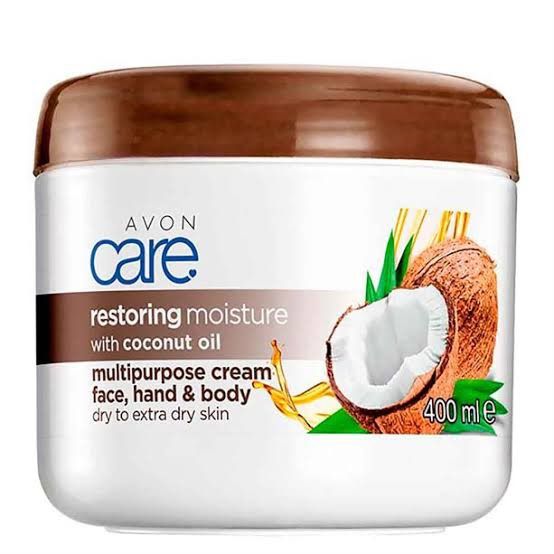 AVON
care
restoring moisture
with coconut oil
multipurpose cream
face, hand & body
dry to extra dry skin
400 ml e